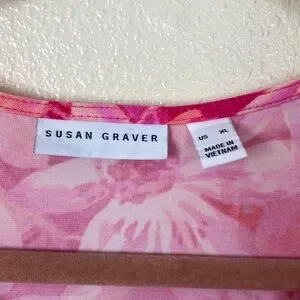 SUSAN GRAVER
US XL
MADE IN
VIETNAM